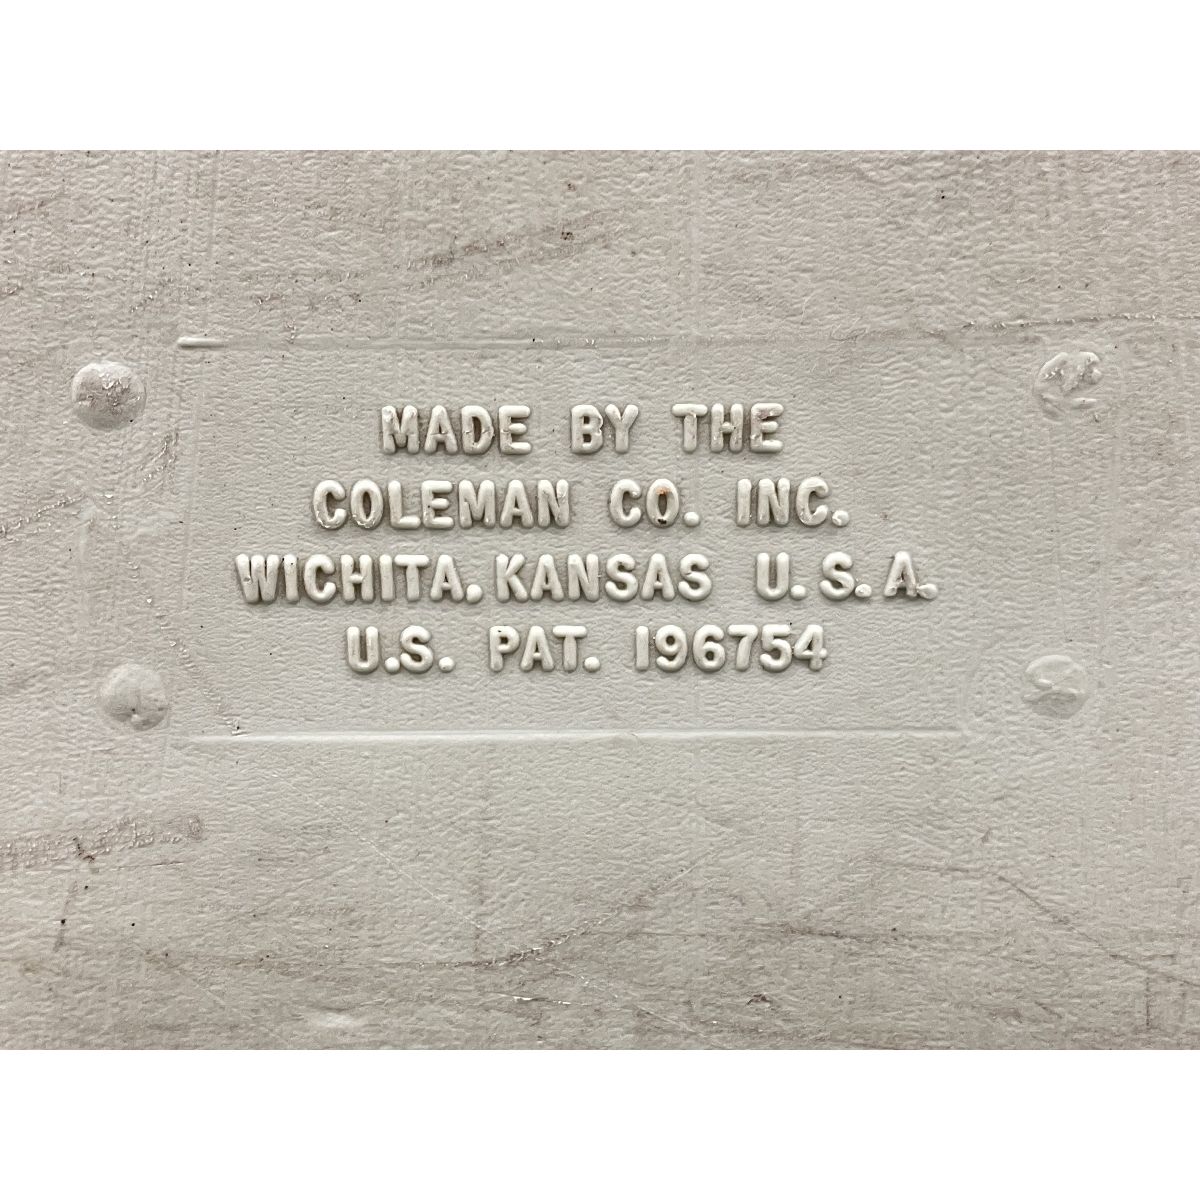 MADE BY THE
COLEMAN CO. INC.
WICHITA, KANSAS U.S.A.
U.S. PAT. 196754